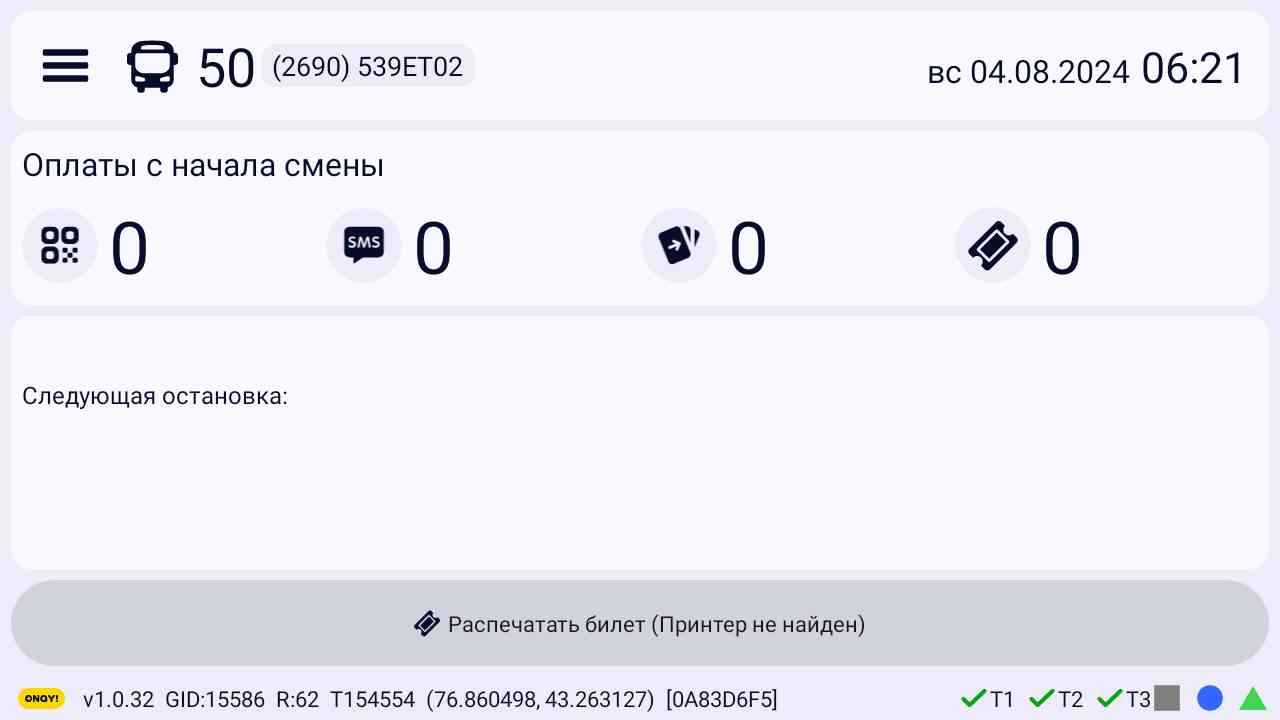 50 (2690) 539ET02 вс 04.08.2024 06:21
Оплаты с начала смены
0 SMS 0 0 0
Следующая остановка:
Распечатать билет (Принтер не найден)
ONAY! v1.0.32 GID:15586 R:62 T154554 (76.860498, 43.263127) [0A83D6F5] T1 T2 T3